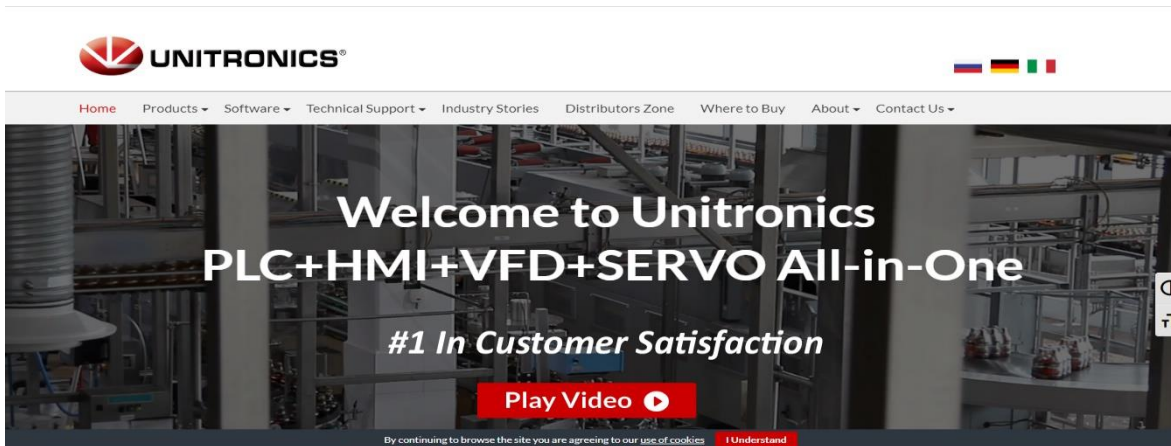 UNITRONICS®
Home Products Software Technical Support Industry Stories Distributors Zone Where to Buy About Contact Us
Welcome to Unitronics
PLC+HMI+VFD+SERVO All-in-One
#1 In Customer Satisfaction
Play Video
By continuing to browse the site you are agreeing to our use of cookies I Understand